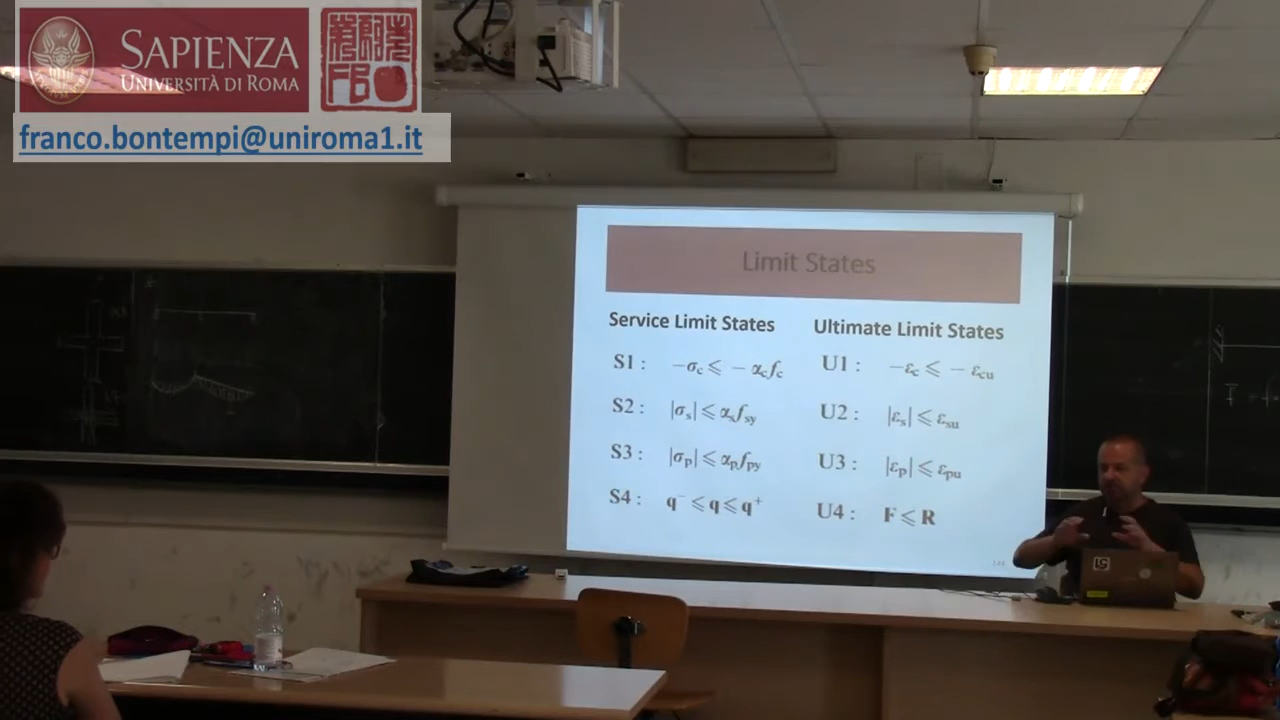 SAPIENZA
UNIVERSITÀ DI ROMA
FBO
franco.bontempi@uniroma1.it
Limit States
Service Limit States
S1 : −σc ⩽ − αc fc
S2 : |σs| ⩽ αs fsy
S3 : |σp| ⩽ αp fpy
S4 : q⁻ ⩽ q ⩽ q⁺
Ultimate Limit States
U1 : −εc ⩽ − εcu
U2 : |εs| ⩽ εsu
U3 : |εp| ⩽ εpu
U4 : F ⩽ R
144